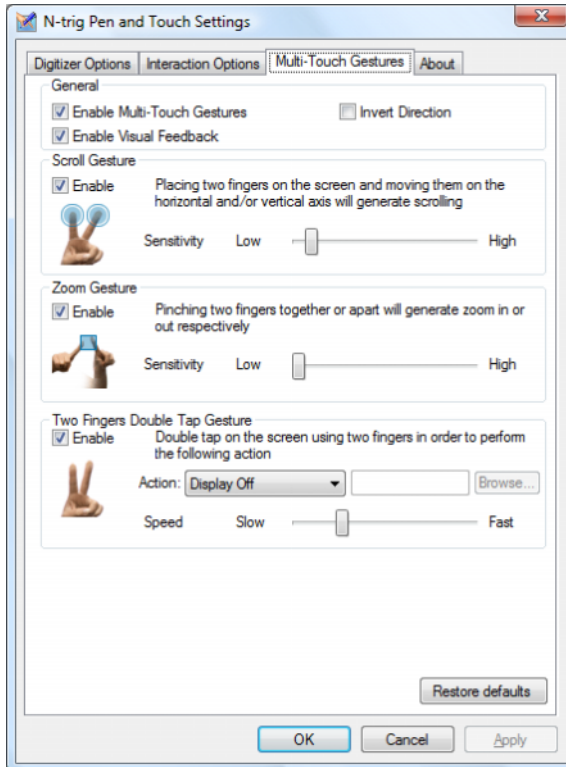 N-trig Pen and Touch Settings
Digitizer Options Interaction Options Multi-Touch Gestures About
General
Enable Multi-Touch Gestures Invert Direction
Enable Visual Feedback
Scroll Gesture
Enable Placing two fingers on the screen and moving them on the
horizontal and/or vertical axis will generate scrolling
Sensitivity Low High
Zoom Gesture
Enable Pinching two fingers together or apart will generate zoom in or
out respectively
Sensitivity Low High
Two Fingers Double Tap Gesture
Enable Double tap on the screen using two fingers in order to perform
the following action
Action: Display Off Browse...
Speed Slow Fast
Restore defaults
OK Cancel Apply